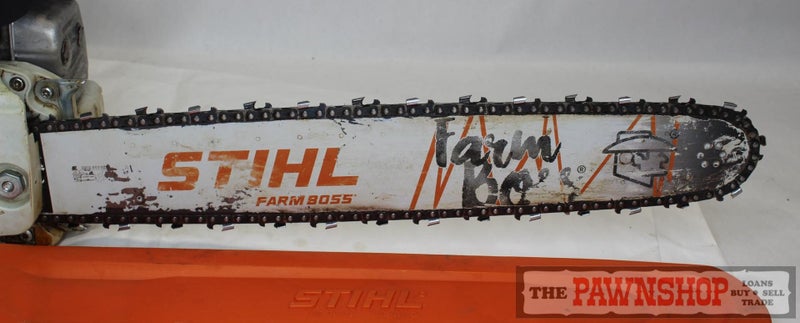 STIHL
FARM BOSS
Farm
Boss®
®
STIHL
THE PAWNSHOP
LOANS
BUY • SELL
TRADE